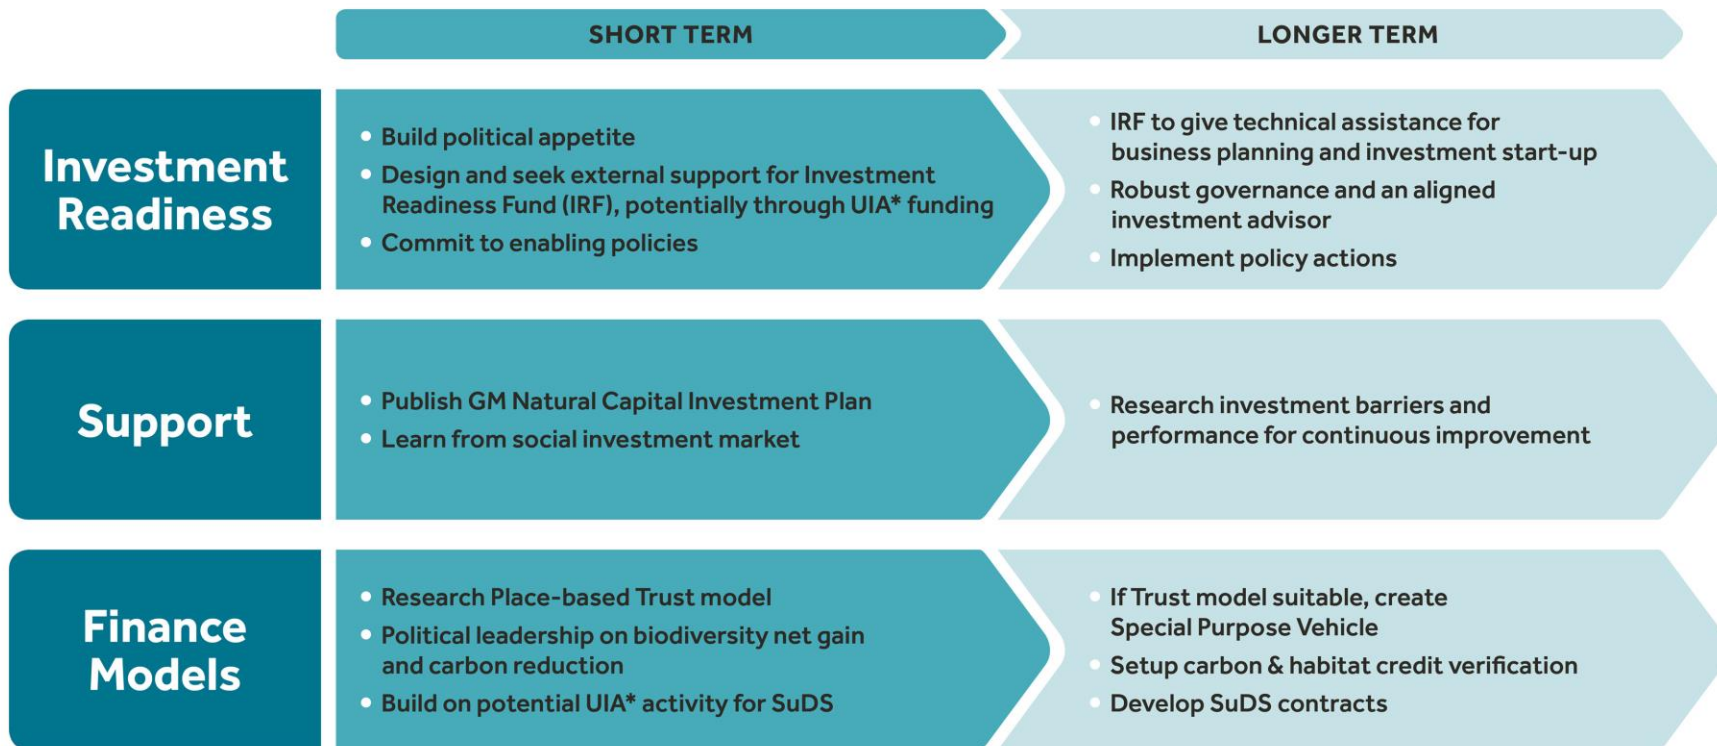 SHORT TERM
LONGER TERM
Investment
Readiness
• Build political appetite
• Design and seek external support for Investment
Readiness Fund (IRF), potentially through UIA* funding
• Commit to enabling policies
• IRF to give technical assistance for
business planning and investment start-up
• Robust governance and an aligned
investment advisor
• Implement policy actions
Support
• Publish GM Natural Capital Investment Plan
• Learn from social investment market
• Research investment barriers and
performance for continuous improvement
Finance
Models
• Research Place-based Trust model
• Political leadership on biodiversity net gain
and carbon reduction
• Build on potential UIA* activity for SuDS
• If Trust model suitable, create
Special Purpose Vehicle
• Setup carbon & habitat credit verification
• Develop SuDS contracts